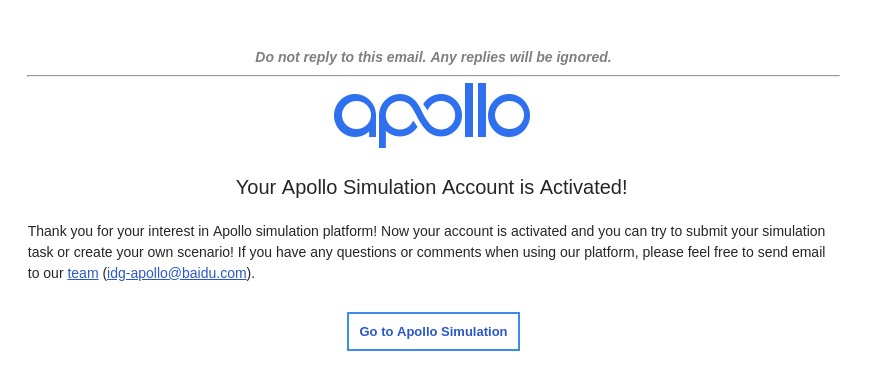 Do not reply to this email. Any replies will be ignored.
apollo
Your Apollo Simulation Account is Activated!
Thank you for your interest in Apollo simulation platform! Now your account is activated and you can try to submit your simulation
task or create your own scenario! If you have any questions or comments when using our platform, please feel free to send email
to our team (idg-apollo@baidu.com).
Go to Apollo Simulation